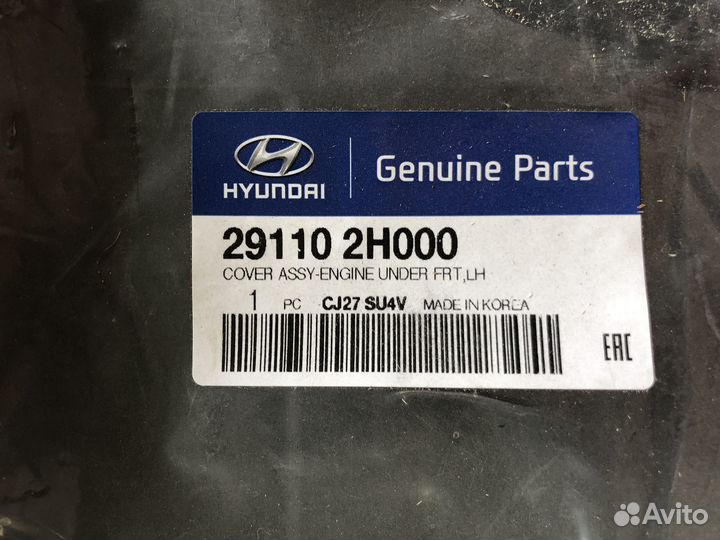 HYUNDAI
Genuine Parts
29110 2H000
COVER ASSY-ENGINE UNDER FRT,LH
1 PC CJ27 SU4V MADE IN KOREA
EAC
Avito